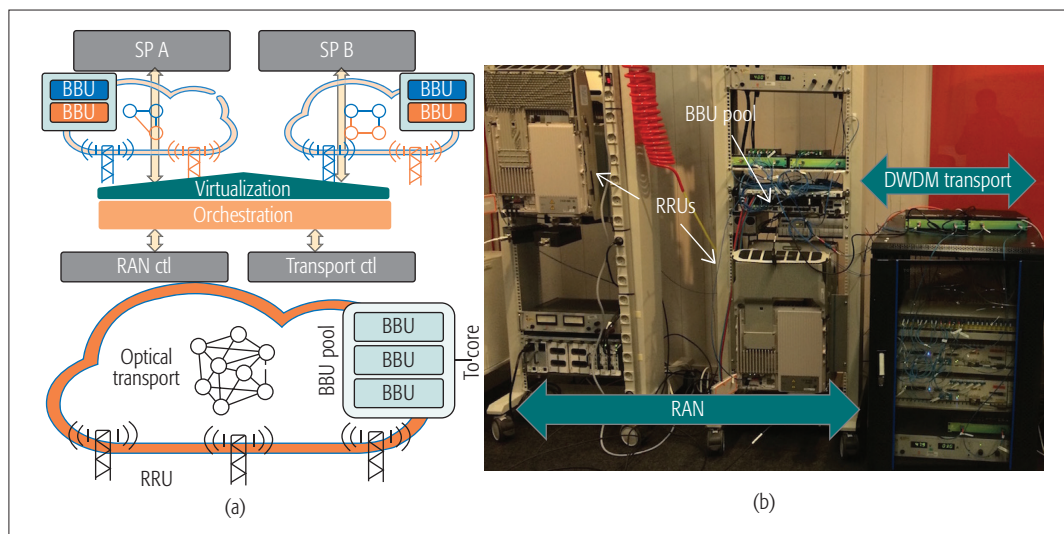 SP A
SP B
BBU
BBU
BBU
BBU
Virtualization
Orchestration
RAN ctl
Transport ctl
Optical
transport
BBU pool
BBU
BBU
BBU
To core
RRU
(a)
BBU pool
RRUs
DWDM transport
RAN
(b)